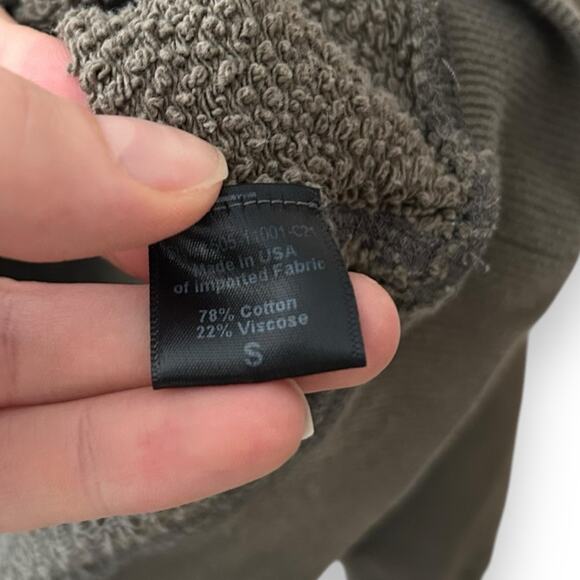 Made in USA
of Imported Fabric
78% Cotton
22% Viscose
S